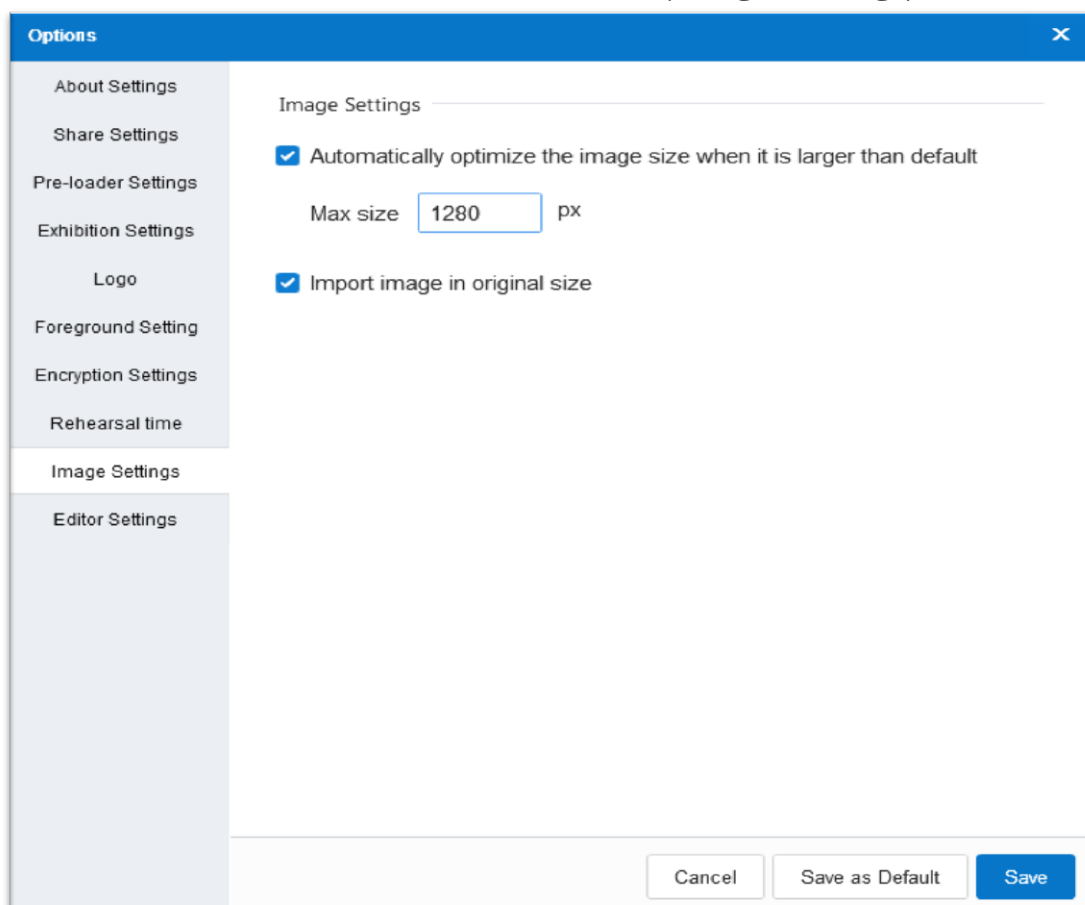 Options
About Settings
Share Settings
Pre-loader Settings
Exhibition Settings
Logo
Foreground Setting
Encryption Settings
Rehearsal time
Image Settings
Editor Settings
Image Settings
Automatically optimize the image size when it is larger than default
Max size 1280 px
Import image in original size
Cancel Save as Default Save